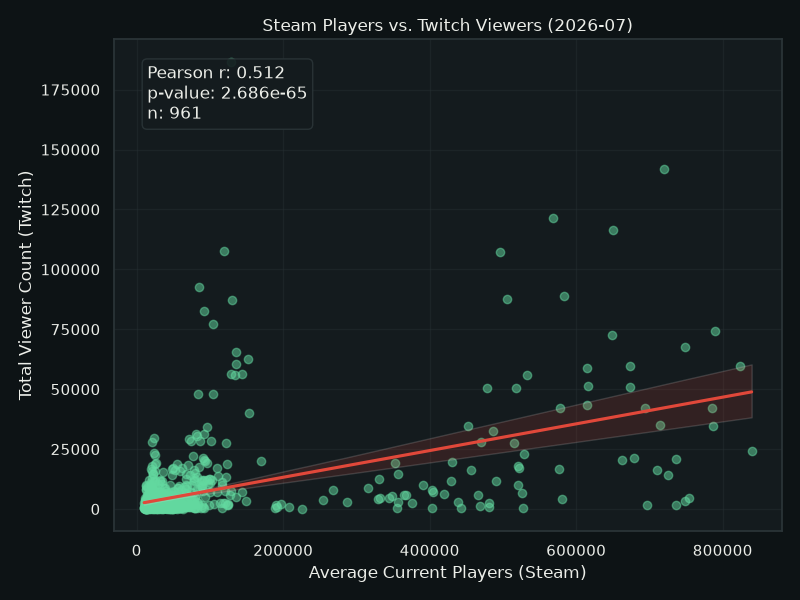 Steam Players vs. Twitch Viewers (2026-07)
Pearson r: 0.512
p-value: 2.686e-65
n: 961
175000
150000
125000
100000
75000
50000
25000
0
Total Viewer Count (Twitch)
0
200000
400000
600000
800000
Average Current Players (Steam)